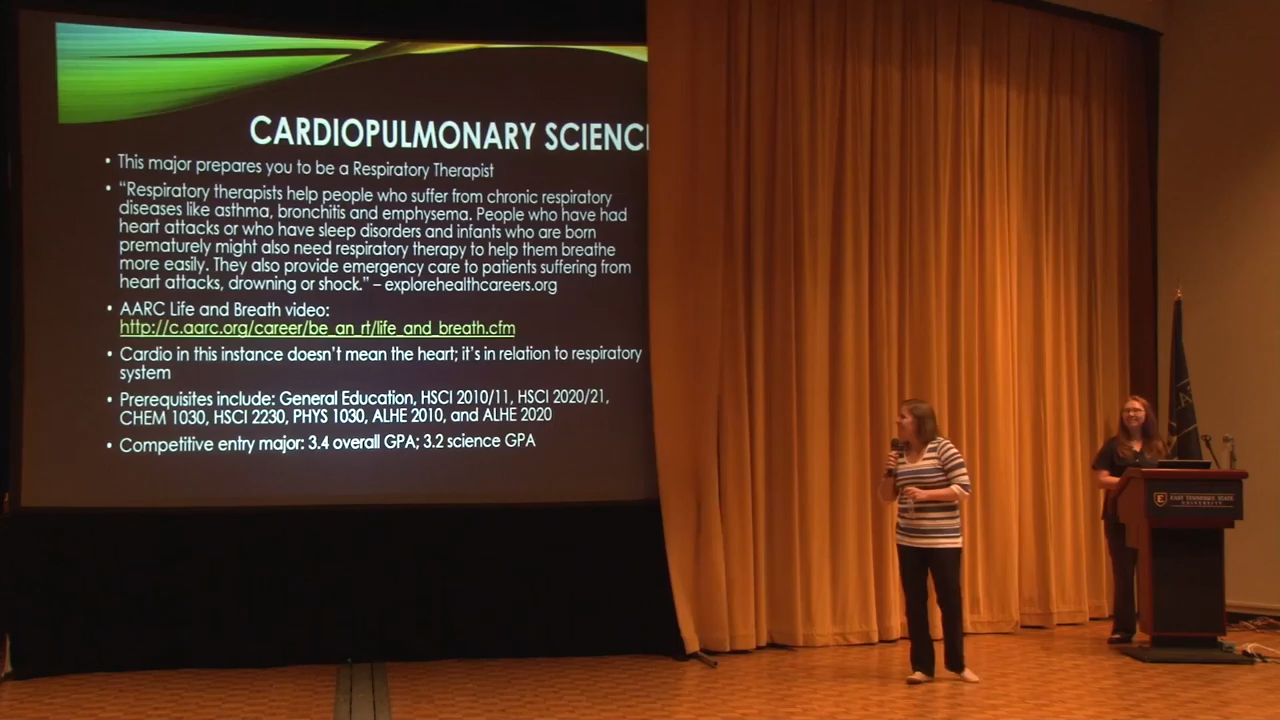 CARDIOPULMONARY SCIENC
• This major prepares you to be a Respiratory Therapist
• “Respiratory therapists help people who suffer from chronic respiratory
diseases like asthma, bronchitis and emphysema. People who have had
heart attacks or who have sleep disorders and infants who are born
prematurely might also need respiratory therapy to help them breathe
more easily. They also provide emergency care to patients suffering from
heart attacks, drowning or shock.” – explorehealthcareers.org
• AARC Life and Breath video:
http://c.aarc.org/career/be_an_rt/life_and_breath.cfm
• Cardio in this instance doesn’t mean the heart; it’s in relation to respiratory
system
• Prerequisites include: General Education, HSCI 2010/11, HSCI 2020/21,
CHEM 1030, HSCI 2230, PHYS 1030, ALHE 2010, and ALHE 2020
• Competitive entry major: 3.4 overall GPA; 3.2 science GPA
E
EAST TENNESSEE STATE
UNIVERSITY